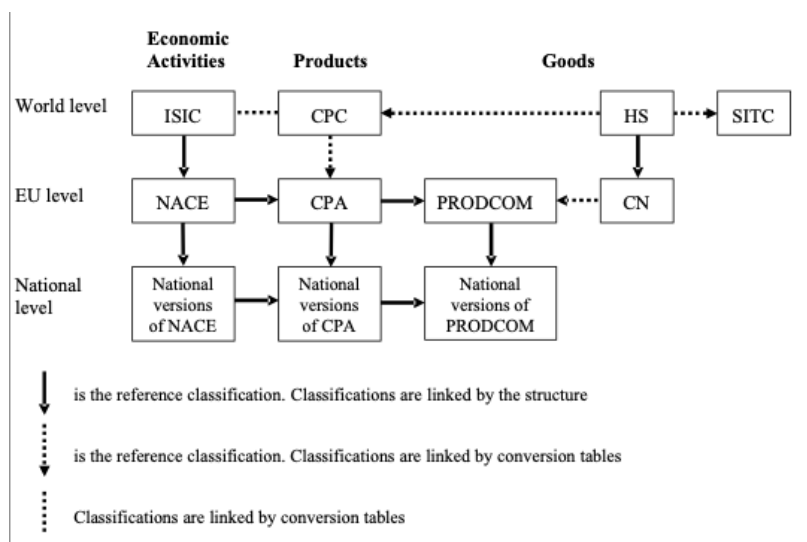 Economic
Activities
Products
Goods
World level
ISIC
CPC
HS
SITC
EU level
NACE
CPA
PRODCOM
CN
National
level
National
versions
of NACE
National
versions
of CPA
National
versions of
PRODCOM
is the reference classification. Classifications are linked by the structure
is the reference classification. Classifications are linked by conversion tables
Classifications are linked by conversion tables